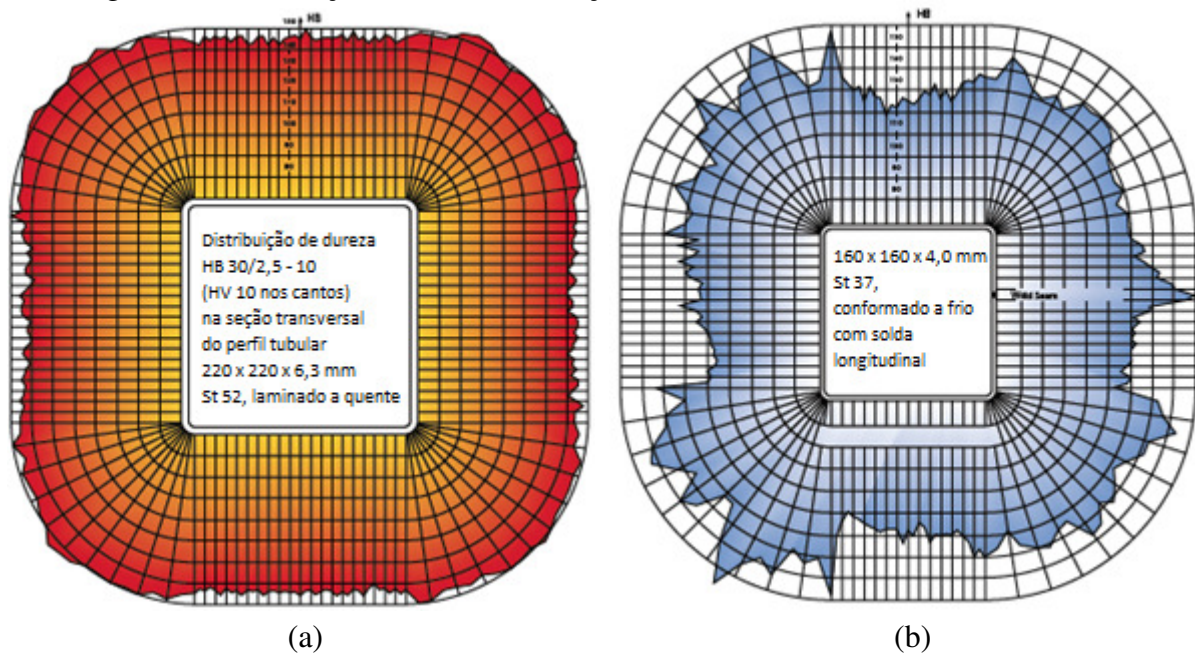 HB
HB
Distribuição de dureza
HB 30/2,5 - 10
(HV 10 nos cantos)
na seção transversal
do perfil tubular
220 x 220 x 6,3 mm
St 52, laminado a quente
160 x 160 x 4,0 mm
St 37,
conformado a frio
com solda
longitudinal
(a)
(b)